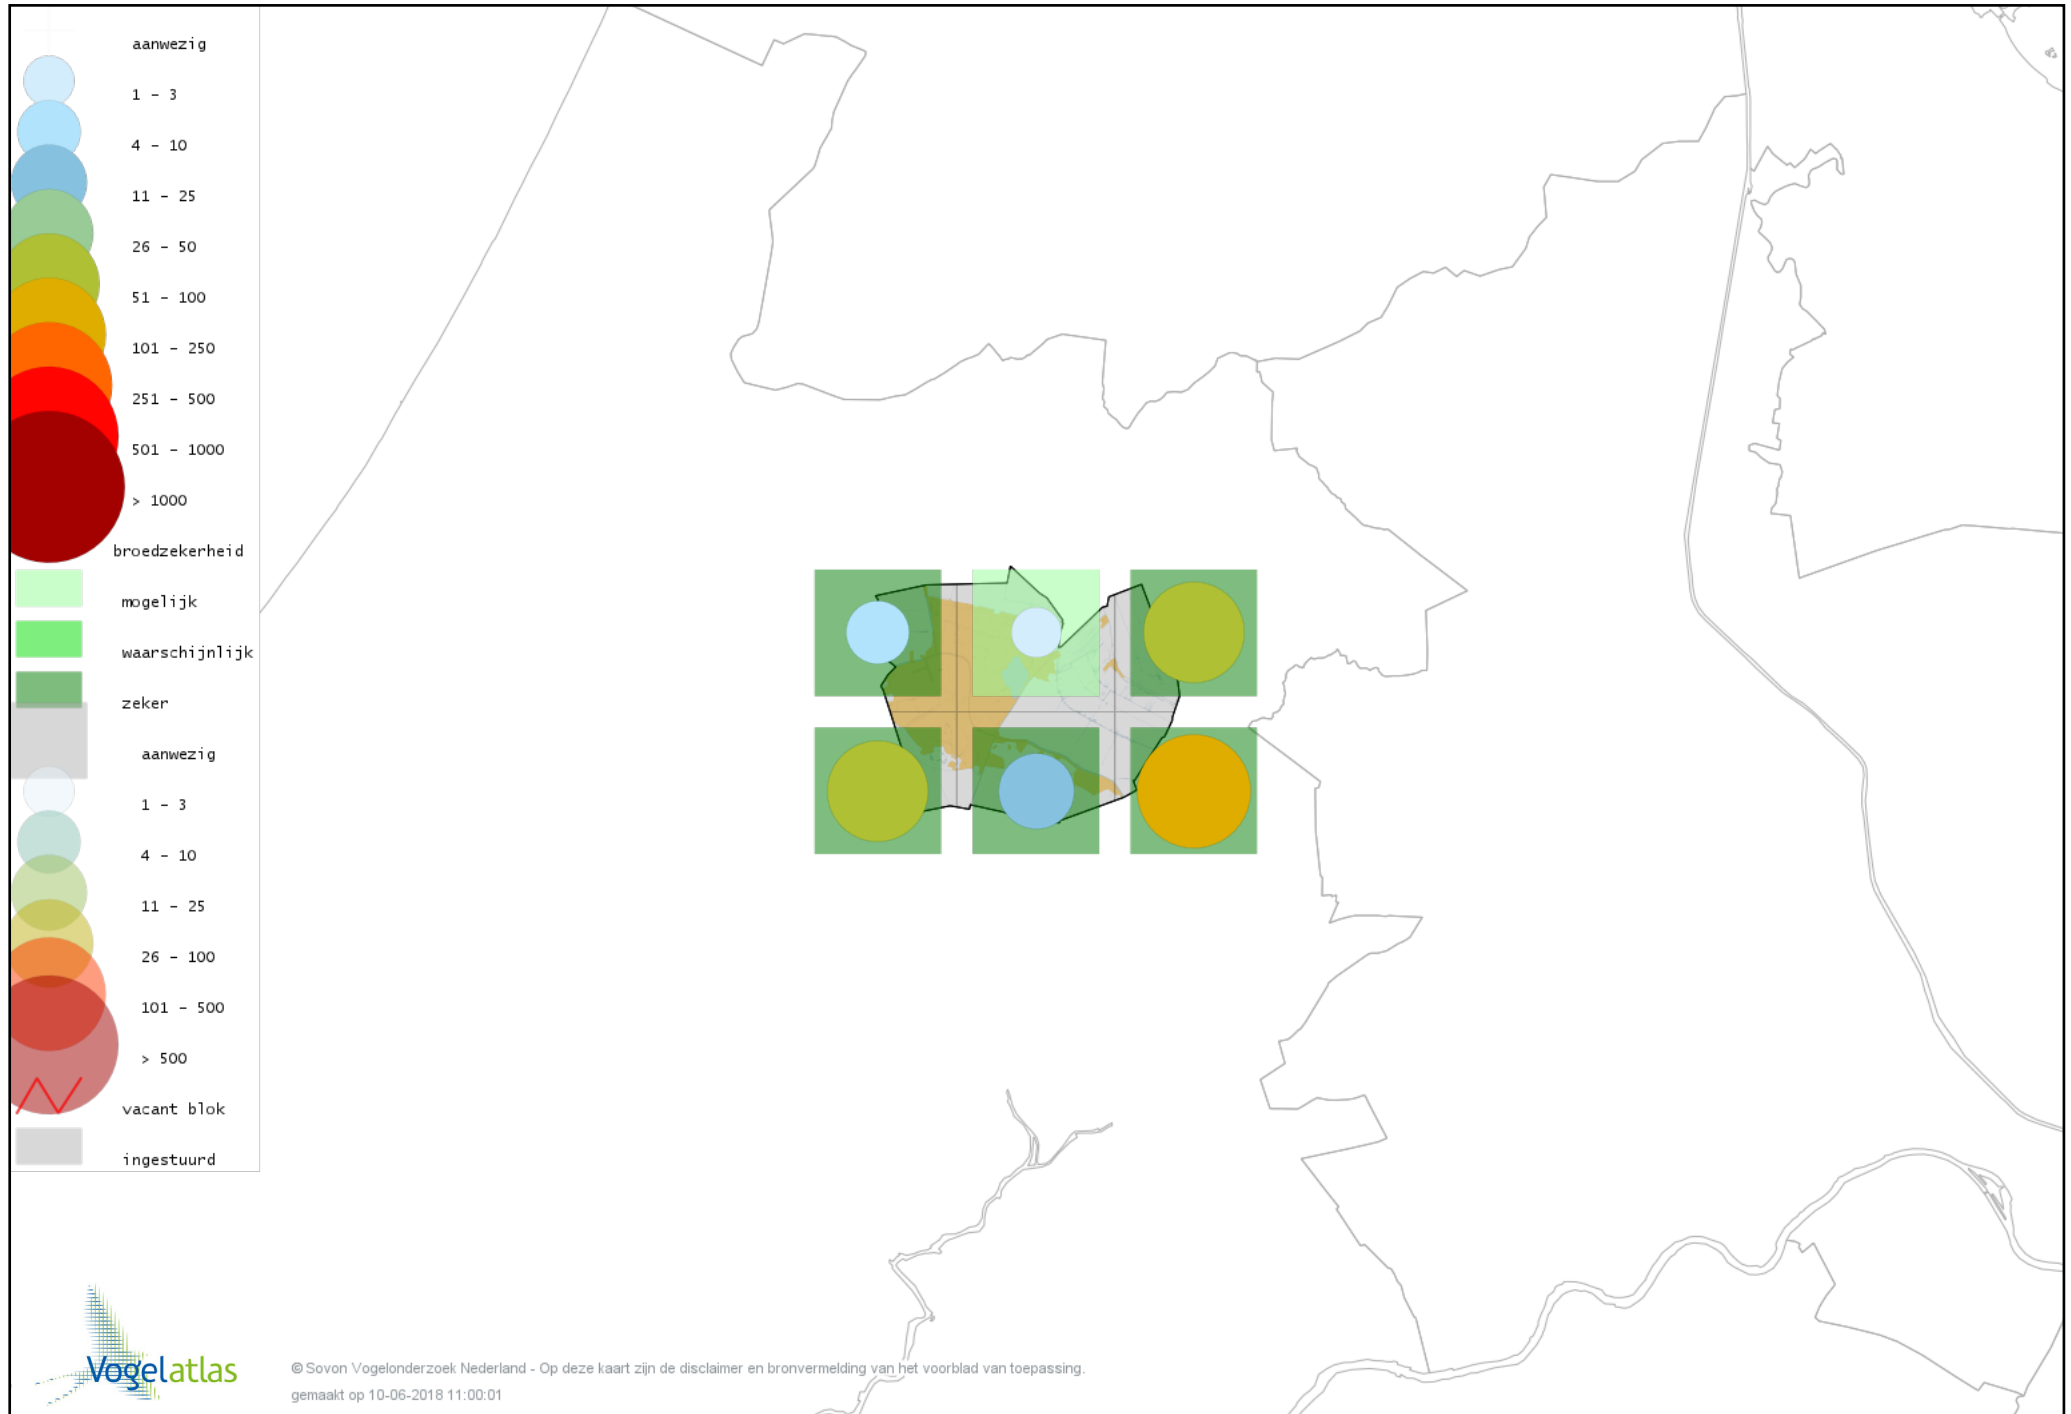 aanwezig
1 - 3
4 - 10
11 - 25
26 - 50
51 - 100
101 - 250
251 - 500
501 - 1000
> 1000
broedzekerheid
mogelijk
waarschijnlijk
zeker
aanwezig
1 - 3
4 - 10
11 - 25
26 - 100
101 - 500
> 500
vacant blok
ingestuurd
Vogelatlas
© Sovon Vogelonderzoek Nederland - Op deze kaart zijn de disclaimer en bronvermelding van het voorblad van toepassing.
gemaakt op 10-06-2018 11:00:01